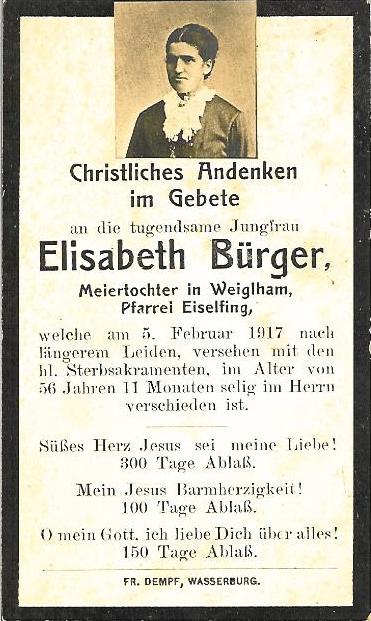 Christliches Andenken
im Gebete
an die tugendsame Jungfrau
Elisabeth Bürger,
Meiertochter in Weiglham,
Pfarrei Eiselfing,
welche am 5. Februar 1917 nach
längerem Leiden, versehen mit den
hl. Sterbsakramenten, im Alter von
56 Jahren 11 Monaten selig im Herrn
verschieden ist.
Süßes Herz Jesus sei meine Liebe!
300 Tage Ablaß.
Mein Jesus Barmherzigkeit!
100 Tage Ablaß.
O mein Gott, ich liebe Dich über alles!
150 Tage Ablaß.
FR. DEMPF, WASSERBURG.